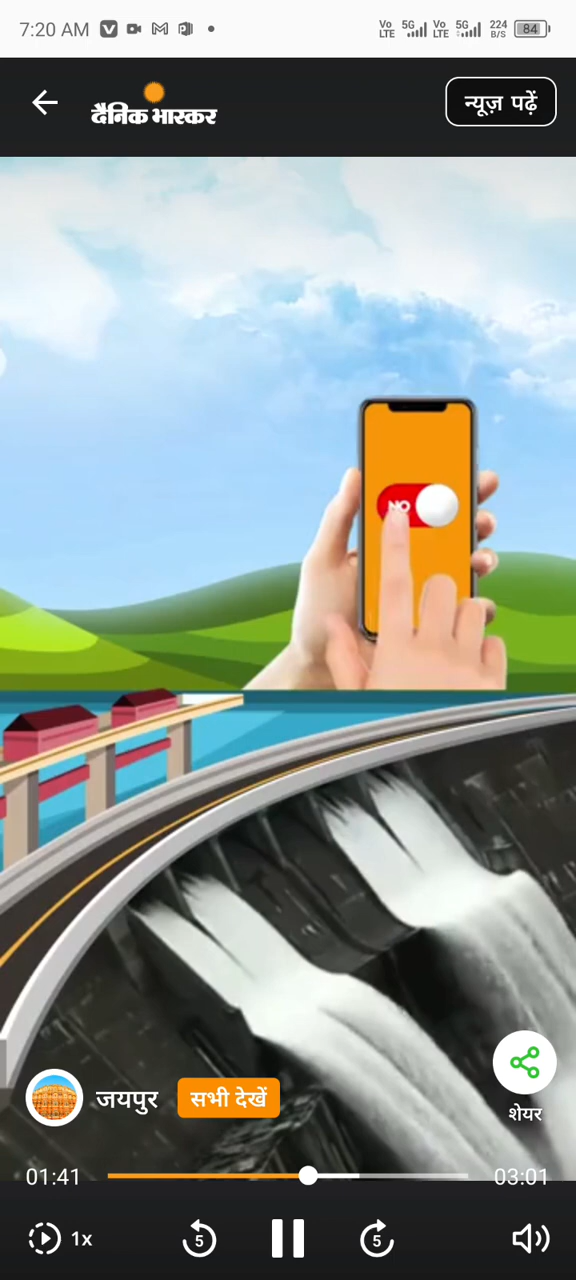 7:20 AM
Vo LTE 5G Vo LTE 5G 224 B/S 84
दैनिक भास्कर
न्यूज़ पढ़ें
NO
जयपुर
सभी देखें
शेयर
01:41
03:01
1x
5
5